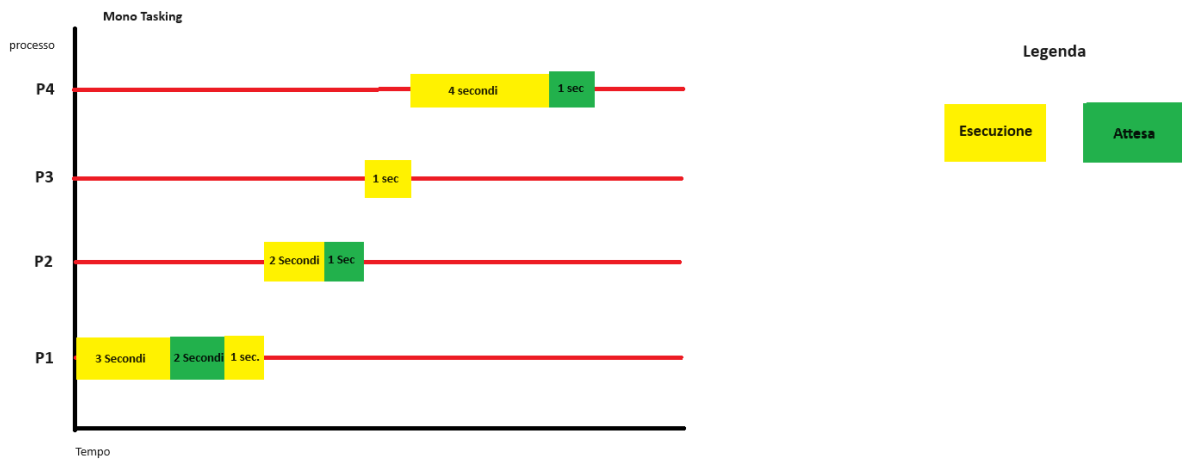 Mono Tasking
processo
Legenda
P4
4 secondi
1 sec
Esecuzione
Attesa
P3
1 sec
P2
2 Secondi
1 Sec
P1
3 Secondi
2 Secondi
1 sec.
Tempo